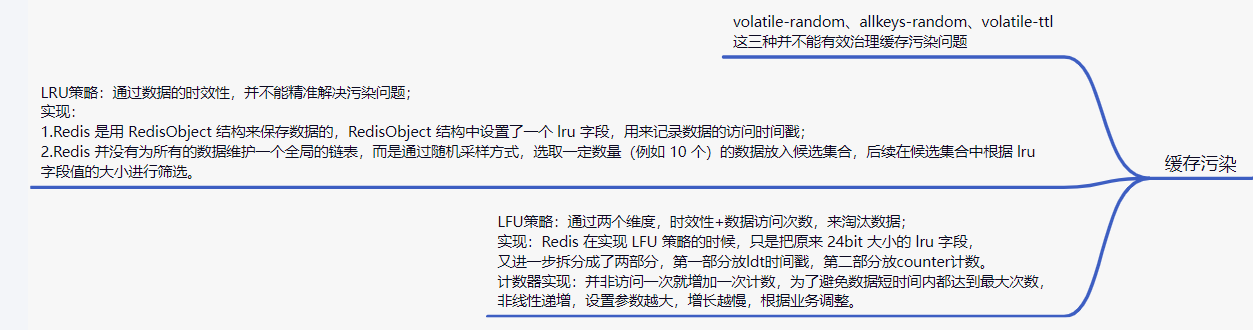 volatile-random、allkeys-random、volatile-ttl
这三种并不能有效治理缓存污染问题
LRU策略：通过数据的时效性，并不能精准解决污染问题；
实现：
1.Redis 是用 RedisObject 结构来保存数据的，RedisObject 结构中设置了一个 lru 字段，用来记录数据的访问时间戳；
2.Redis 并没有为所有的数据维护一个全局的链表，而是通过随机采样方式，选取一定数量（例如 10 个）的数据放入候选集合，后续在候选集合中根据 lru
字段值的大小进行筛选。
缓存污染
LFU策略：通过两个维度，时效性+数据访问次数，来淘汰数据；
实现：Redis 在实现 LFU 策略的时候，只是把原来 24bit 大小的 lru 字段，
又进一步拆分成了两部分，第一部分放ldt时间戳，第二部分放counter计数。
计数器实现：并非访问一次就增加一次计数，为了避免数据短时间内都达到最大次数，
非线性递增，设置参数越大，增长越慢，根据业务调整。